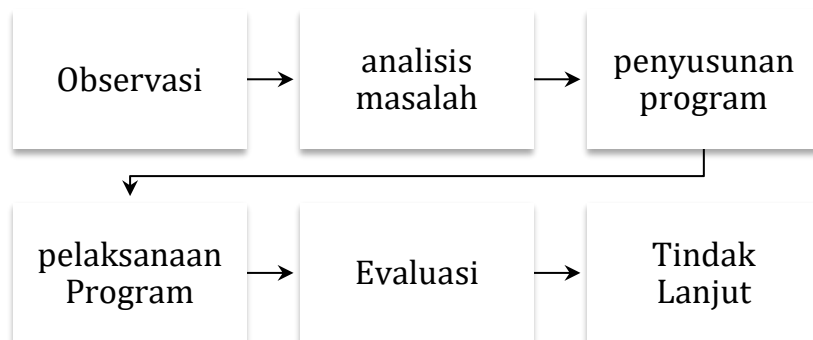 Observasi
analisis
masalah
penyusunan
program
pelaksanaan
Program
Evaluasi
Tindak
Lanjut